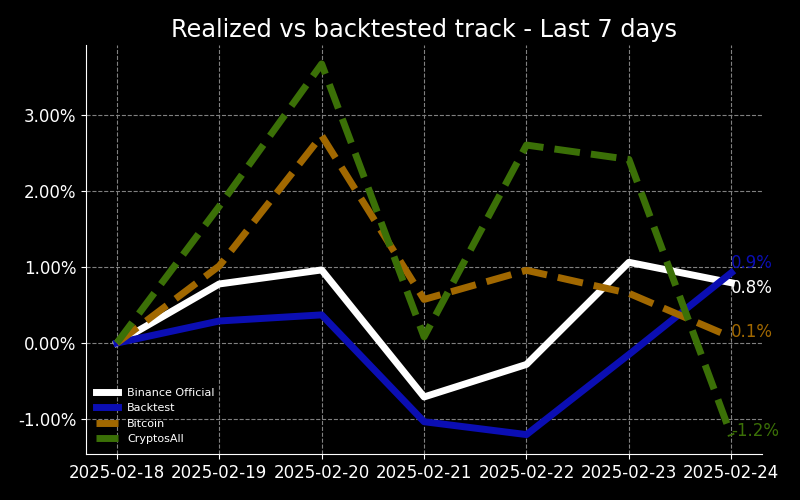 Realized vs backtested track - Last 7 days
3.00%
2.00%
1.00%
0.00%
-1.00%
0.9%
0.8%
0.1%
-1.2%
Binance Official
Backtest
Bitcoin
CryptosAll
2025-02-18 2025-02-19 2025-02-20 2025-02-21 2025-02-22 2025-02-23 2025-02-24